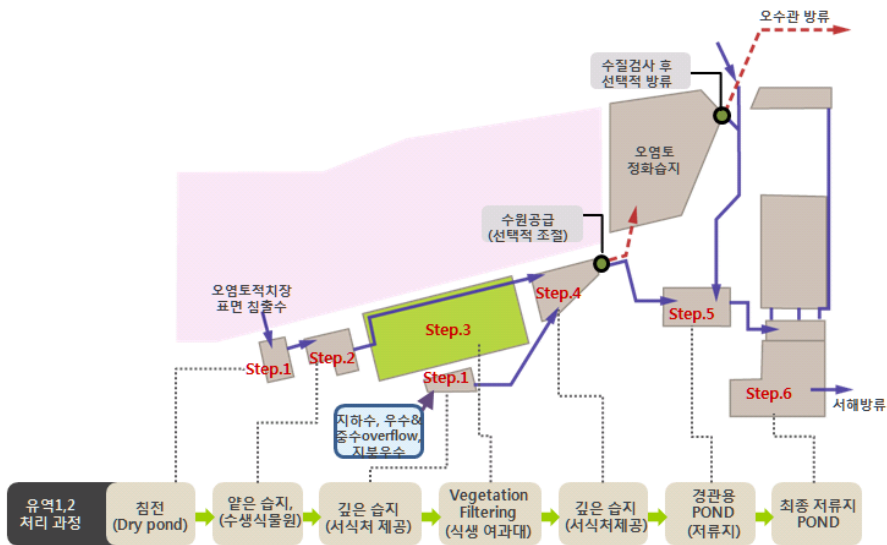 오수관 방류
수질검사 후
선택적 방류
오염토
정화습지
수원공급
(선택적 조절)
오염토적치장
표면 침출수
Step.1
Step.2
Step.3
Step.4
Step.5
Step.1
Step.6
서해방류
지하수, 우수&
중수overflow,
지붕우수
유역1,2
처리 과정
침전
(Dry pond)
얕은 습지,
(수생식물원)
깊은 습지
(서식처 제공)
Vegetation
Filtering
(식생 여과대)
깊은 습지
(서식처제공)
경관용
POND
(저류지)
최종 저류지
POND